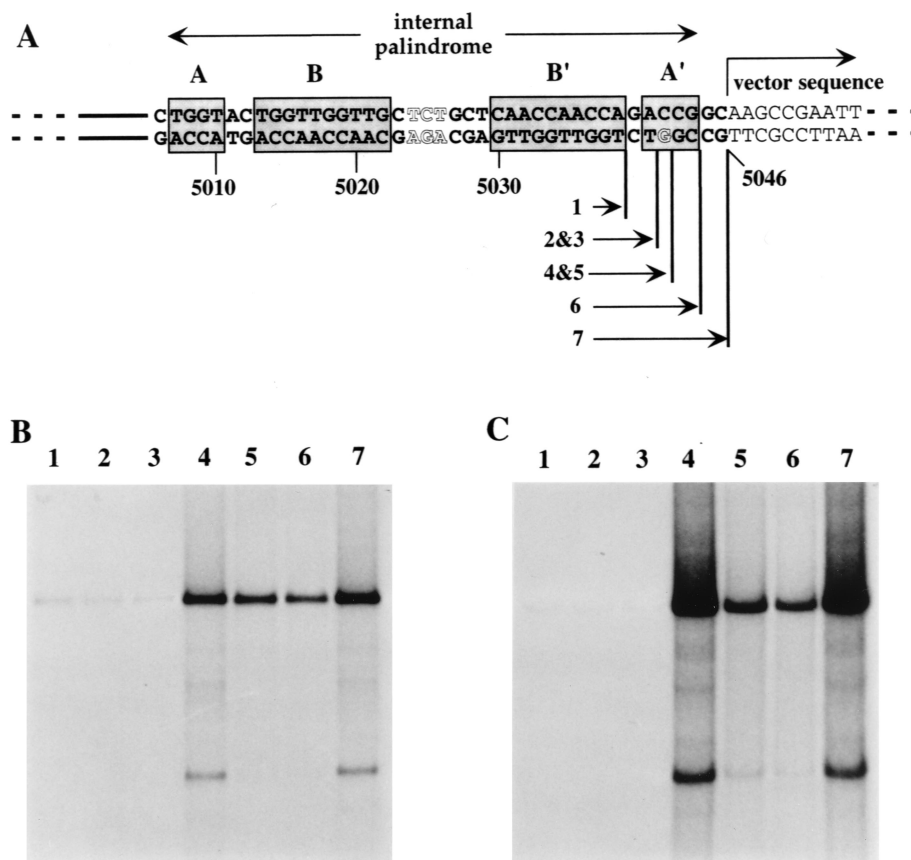 A
internal
palindrome
A B B' A' vector sequence
CTGGTACTGGTTGGTTGCTCTGCTCAACCAACCAGACCGGCAAGCCGAATT
GACCATGACCAACCAACGAGACGAGTTGGTTGGTCTGGCCGTTCGCCTTAA
5010 5020 5030 5046
1
2&3
4&5
6
7
B
1 2 3 4 5 6 7
C
1 2 3 4 5 6 7